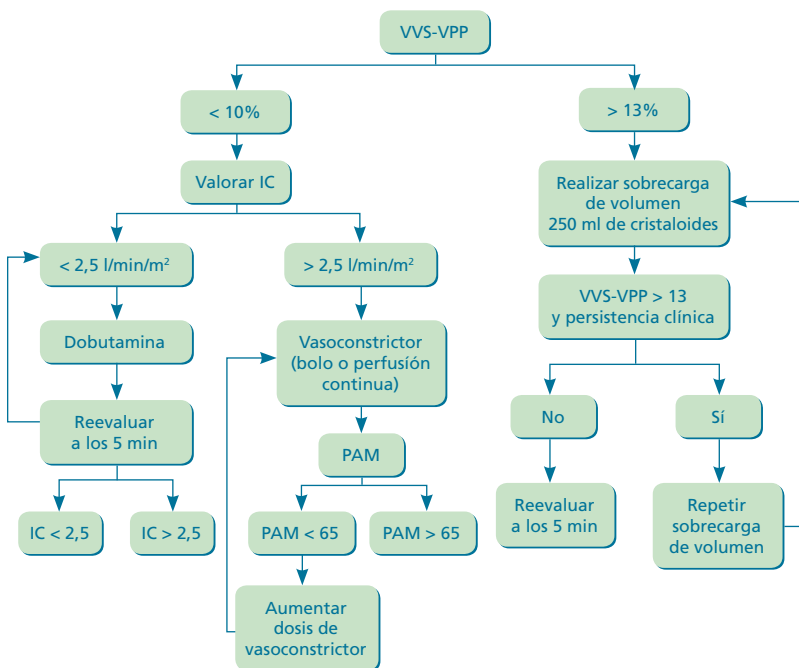 VVS-VPP
< 10%
> 13%
Valorar IC
Realizar sobrecarga
de volumen
250 ml de cristaloides
< 2,5 l/min/m²
> 2,5 l/min/m²
VVS-VPP > 13
y persistencia clínica
Dobutamina
Vasoconstrictor
(bolo o perfusíón
continua)
Reevaluar
a los 5 min
PAM
No
Sí
IC < 2,5
IC > 2,5
PAM < 65
PAM > 65
Reevaluar
a los 5 min
Repetir
sobrecarga
de volumen
Aumentar
dosis de
vasoconstrictor